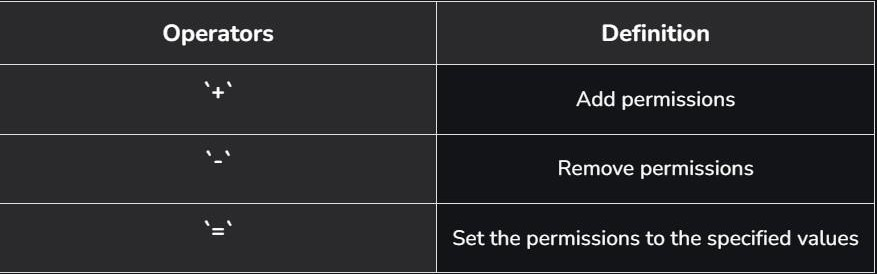 Operators Definition
`+` Add permissions
`-` Remove permissions
`=` Set the permissions to the specified values